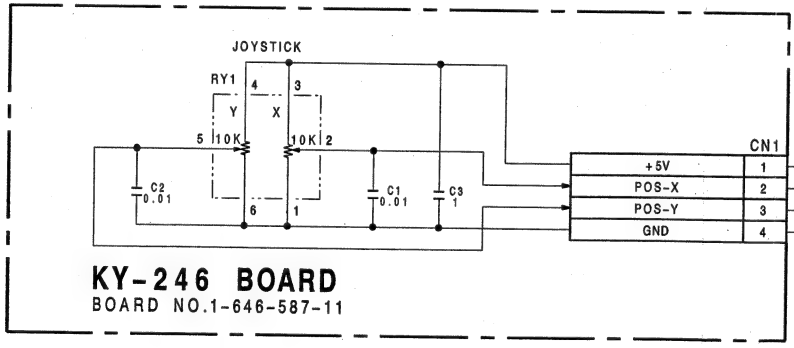 JOYSTICK
RY1
4
3
Y
X
5
10K
10K
2
C2
0.01
C1
0.01
C3
1
6
1
CN1
+5V
1
POS-X
2
POS-Y
3
GND
4
KY-246 BOARD
BOARD NO.1-646-587-11